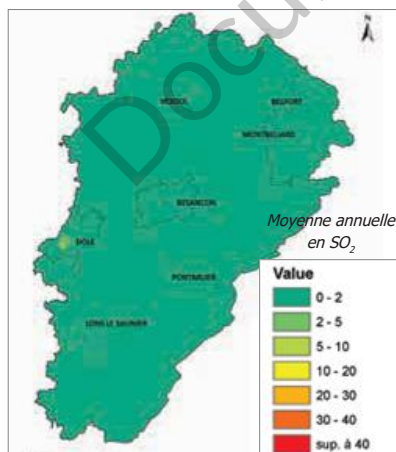 Docu
N
VESOUL
BELFORT
MONTBELIARD
BESANCON
DOLE
PONTARLIER
LONS LE SAUNIER
Moyenne annuelle
en SO2
Value
0 - 2
2 - 5
5 - 10
10 - 20
20 - 30
30 - 40
sup. à 40